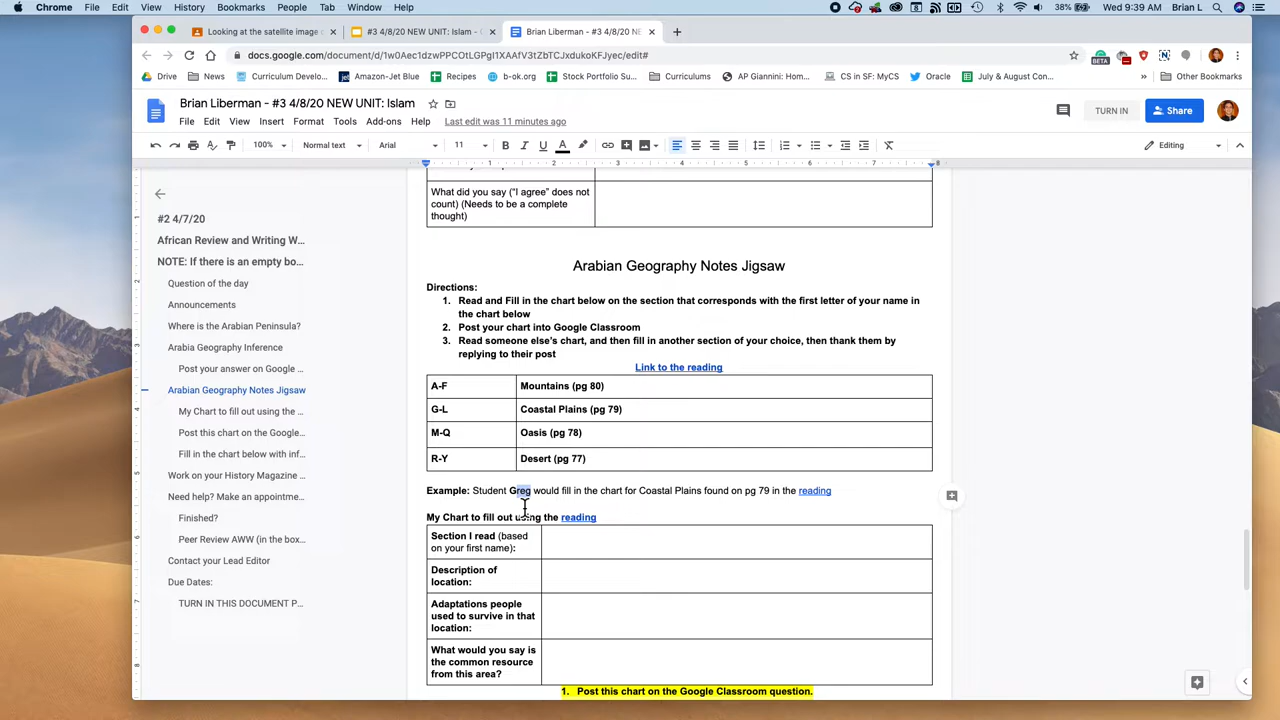 Chrome File Edit View History Bookmarks People Tab Window Help 38% Wed 9:39 AM Brian L
Looking at the satellite image o #3 4/8/20 NEW UNIT: Islam - Brian Liberman - #3 4/8/20 NEW
docs.google.com/document/d/1w0Aec1dzwPPCOtLGPgI1XAAfV3tZbTCJxdukoKFJyec/edit#
BETA
Drive News Curriculum Develo... Amazon-Jet Blue Recipes b-ok.org Stock Portfolio Su... Curriculums AP Giannini: Hom... CS in SF: MyCS Oracle July & August Con... » Other Bookmarks
Brian Liberman - #3 4/8/20 NEW UNIT: Islam
File Edit View Insert Format Tools Add-ons Help Last edit was 11 minutes ago
TURN IN Share
100% Normal text Arial 11 B I U A Editing
1 2 3 4 5 6 7 8
#2 4/7/20
African Review and Writing W...
NOTE: If there is an empty bo...
Question of the day
Announcements
Where is the Arabian Peninsula?
Arabia Geography Inference
Post your answer on Google ...
Arabian Geography Notes Jigsaw
My Chart to fill out using the ...
Post this chart on the Google...
Fill in the chart below with inf...
Work on your History Magazine ...
Need help? Make an appointme...
Finished?
Peer Review AWW (in the box...
Contact your Lead Editor
Due Dates:
TURN IN THIS DOCUMENT P...
What did you say ("I agree" does not
count) (Needs to be a complete
thought)
Arabian Geography Notes Jigsaw
Directions:
1. Read and Fill in the chart below on the section that corresponds with the first letter of your name in
the chart below
2. Post your chart into Google Classroom
3. Read someone else's chart, and then fill in another section of your choice, then thank them by
replying to their post
Link to the reading
A-F Mountains (pg 80)
G-L Coastal Plains (pg 79)
M-Q Oasis (pg 78)
R-Y Desert (pg 77)
Example: Student Greg would fill in the chart for Coastal Plains found on pg 79 in the reading
My Chart to fill out using the reading
Section I read (based
on your first name):
Description of
location:
Adaptations people
used to survive in that
location:
What would you say is
the common resource
from this area?
1. Post this chart on the Google Classroom question.